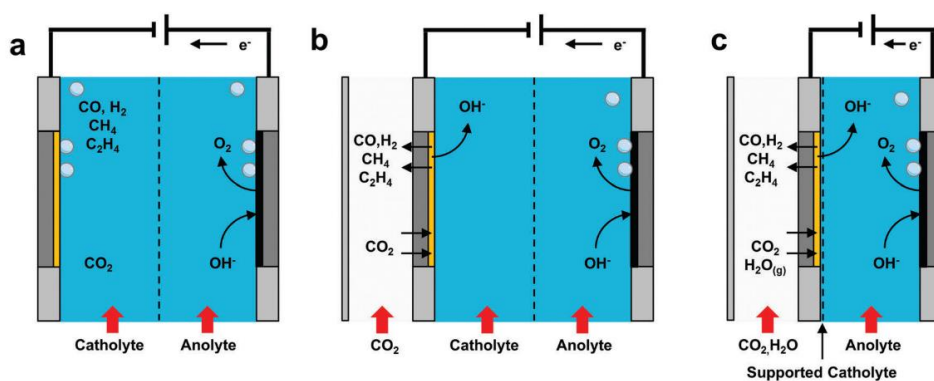 a
e-
CO, H2
CH4
C2H4
O2
CO2
OH-
Catholyte
Anolyte
b
e-
OH-
CO,H2
CH4
C2H4
O2
CO2
OH-
CO2
Catholyte
Anolyte
c
e-
OH-
CO,H2
CH4
C2H4
O2
CO2
H2O(g)
OH-
CO2,H2O
Anolyte
Supported Catholyte